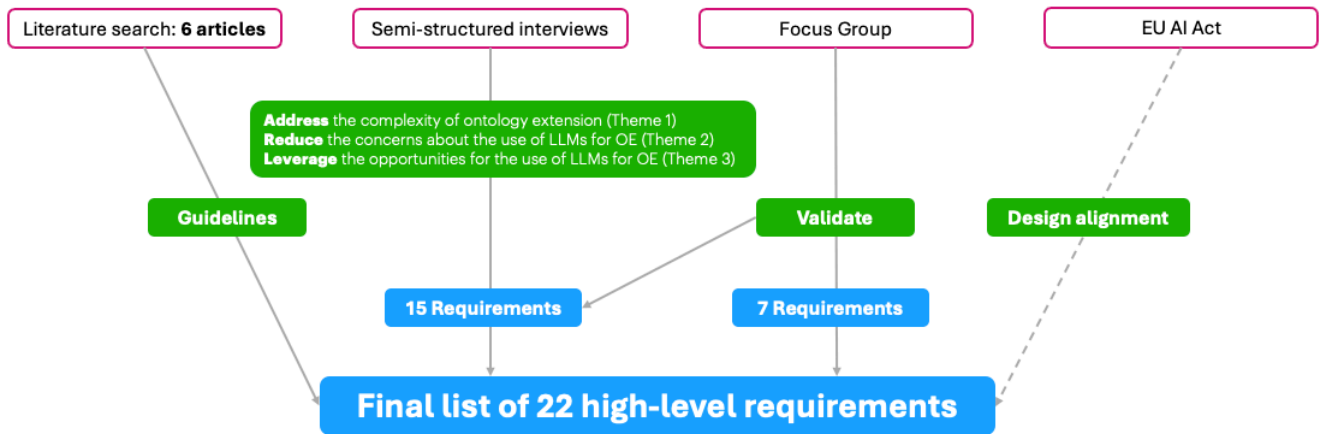 Literature search: 6 articles
Semi-structured interviews
Focus Group
EU AI Act
Address the complexity of ontology extension (Theme 1)
Reduce the concerns about the use of LLMs for OE (Theme 2)
Leverage the opportunities for the use of LLMs for OE (Theme 3)
Guidelines
Validate
Design alignment
15 Requirements
7 Requirements
Final list of 22 high-level requirements